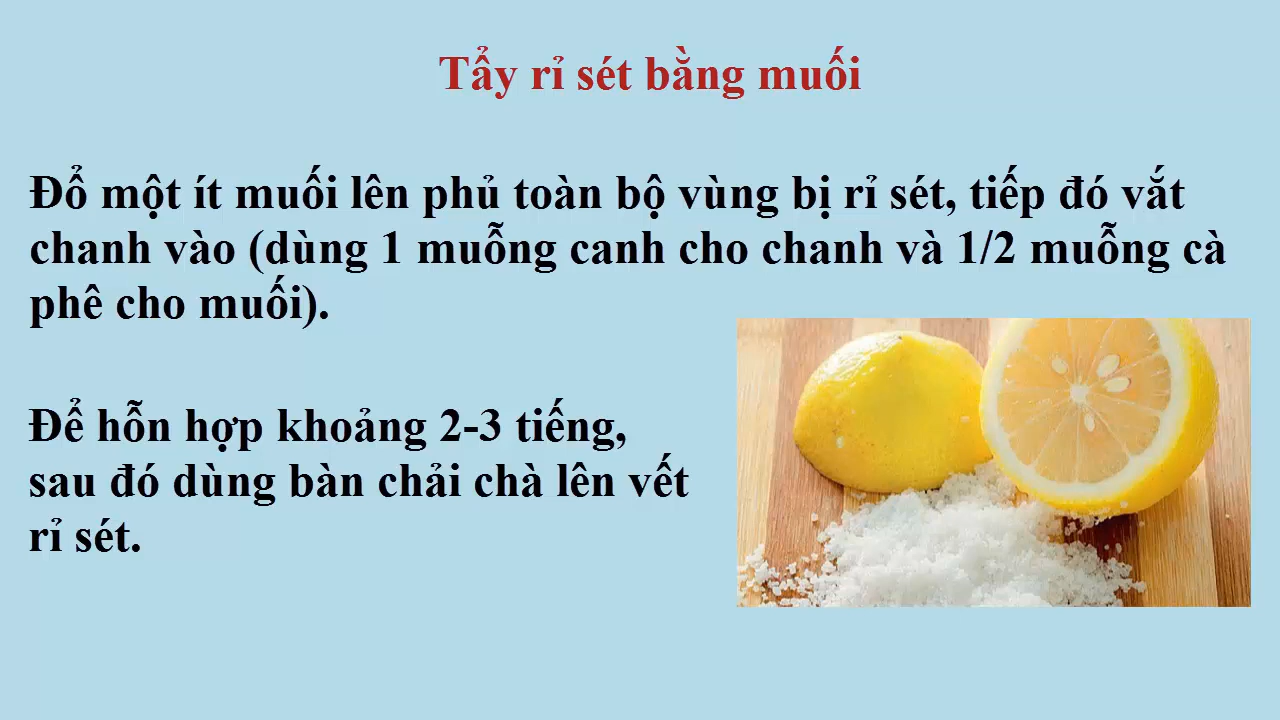 Tẩy rỉ sét bằng muối
Đổ một ít muối lên phủ toàn bộ vùng bị rỉ sét, tiếp đó vắt
chanh vào (dùng 1 muỗng canh cho chanh và 1/2 muỗng cà
phê cho muối).
Để hỗn hợp khoảng 2-3 tiếng,
sau đó dùng bàn chải chà lên vết
rỉ sét.